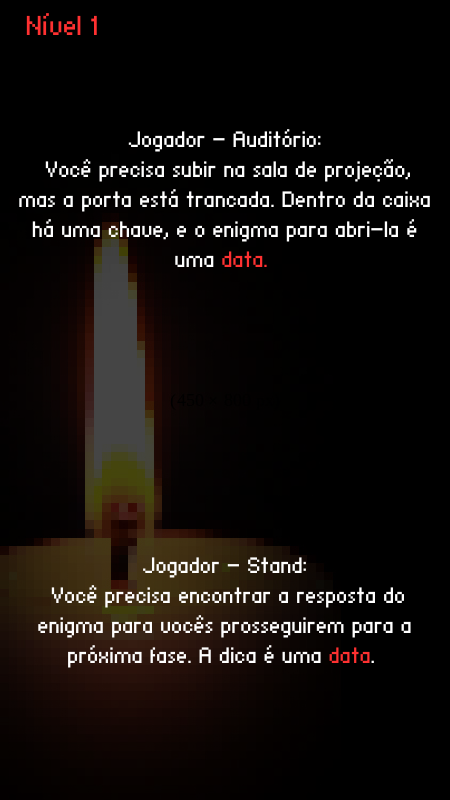 Nível 1
Jogador - Auditório:
Você precisa subir na sala de projeção,
mas a porta está trancada. Dentro da caixa
há uma chave, e o enigma para abri-la é
uma data.
Jogador - Stand:
Você precisa encontrar a resposta do
enigma para vocês prosseguirem para a
próxima fase. A dica é uma data.